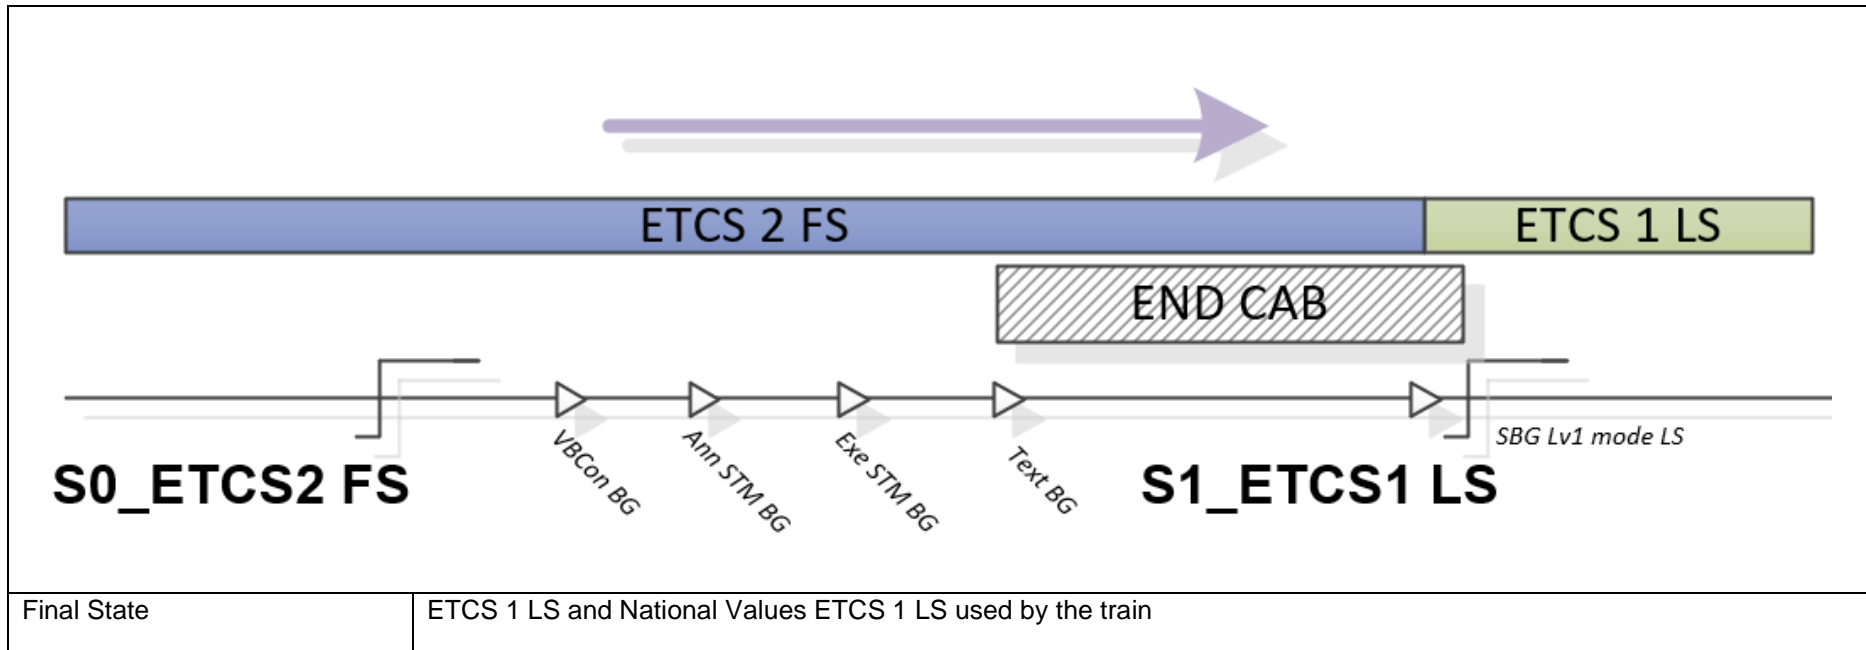 ETCS 2 FS
ETCS 1 LS
END CAB
VBCon BG
Ann STM BG
Exe STM BG
Text BG
SBG Lv1 mode LS
S0_ETCS2 FS
S1_ETCS1 LS
Final State
ETCS 1 LS and National Values ETCS 1 LS used by the train